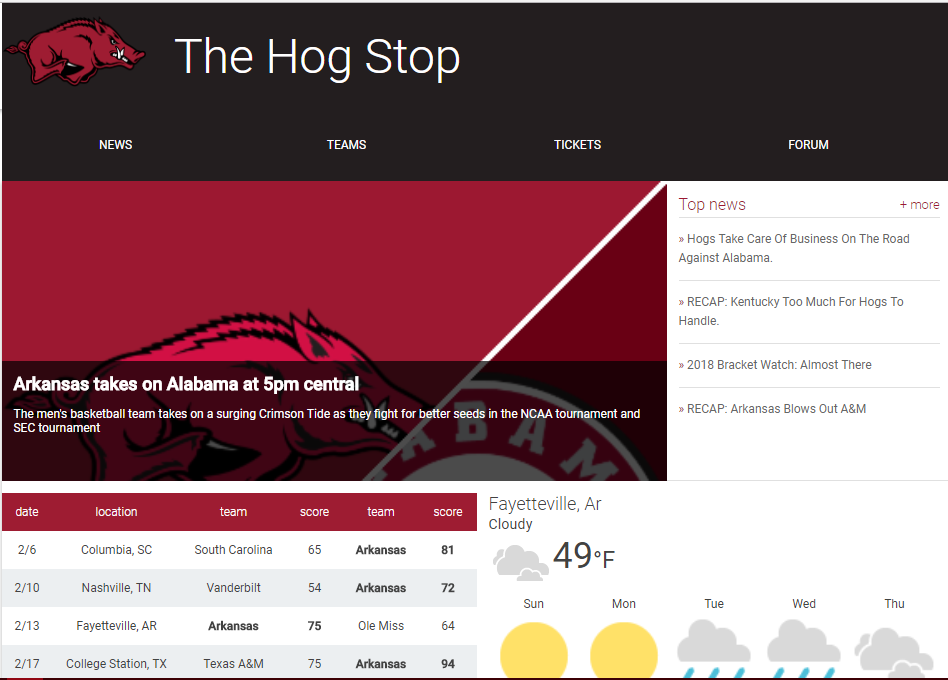 The Hog Stop
NEWS TEAMS TICKETS FORUM
Top news + more
» Hogs Take Care Of Business On The Road
Against Alabama.
» RECAP: Kentucky Too Much For Hogs To
Handle.
» 2018 Bracket Watch: Almost There
» RECAP: Arkansas Blows Out A&M
Arkansas takes on Alabama at 5pm central
The men's basketball team takes on a surging Crimson Tide as they fight for better seeds in the NCAA tournament and
SEC tournament
ALABAM
date location team score team score
2/6 Columbia, SC South Carolina 65 Arkansas 81
2/10 Nashville, TN Vanderbilt 54 Arkansas 72
2/13 Fayetteville, AR Arkansas 75 Ole Miss 64
2/17 College Station, TX Texas A&M 75 Arkansas 94
Fayetteville, Ar
Cloudy
49°F
Sun Mon Tue Wed Thu